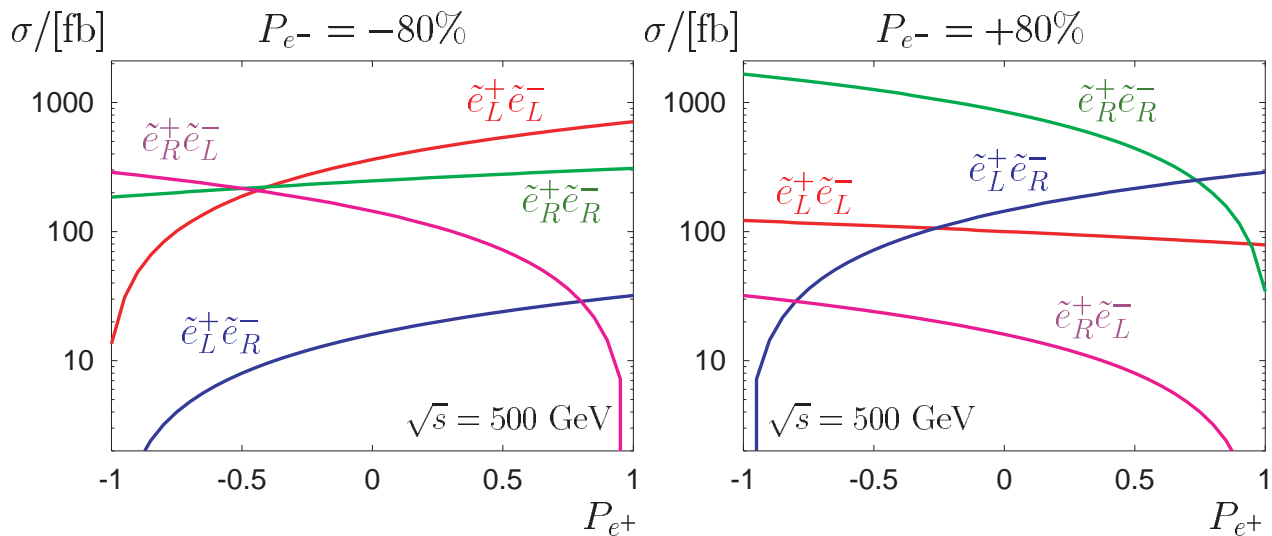 σ/[fb] P_{e^-} = −80%
1000
100
10
ẽ_L^+ ẽ_L^-
ẽ_R^+ ẽ_L^-
ẽ_R^+ ẽ_R^-
ẽ_L^+ ẽ_R^-
√s = 500 GeV
-1 -0.5 0 0.5 1
P_{e^+}
σ/[fb] P_{e^-} = +80%
1000
100
10
ẽ_R^+ ẽ_R^-
ẽ_L^+ ẽ_R^-
ẽ_L^+ ẽ_L^-
ẽ_R^+ ẽ_L^-
√s = 500 GeV
-1 -0.5 0 0.5 1
P_{e^+}